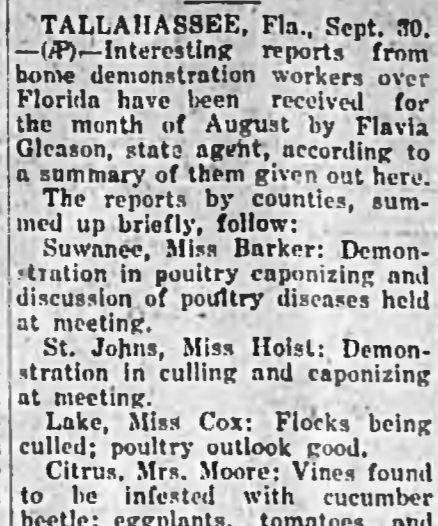 TALLAHASSEE, Fla., Sept. 30.
—(AP)—Interesting reports from
home demonstration workers over
Florida have been received for
the month of August by Flavia
Gleason, state agent, according to
a summary of them given out here.
The reports by counties, sum-
med up briefly, follow:
Suwanee, Miss Barker: Demon-
stration in poultry caponizing and
discussion of poultry diseases held
at meeting.
St. Johns, Miss Hoist: Demon-
stration in culling and caponizing
at meeting.
Lake, Miss Cox: Flocks being
culled; poultry outlook good.
Citrus, Mrs. Moore: Vines found
to be infested with cucumber
beetle; eggplants, tomatoes and